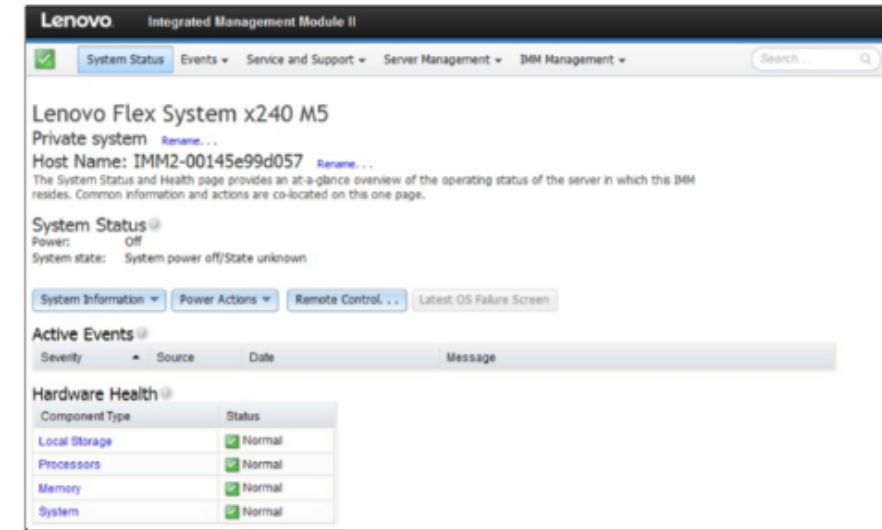 Lenovo. Integrated Management Module II
System Status Events Service and Support Server Management IMM Management Search...
Lenovo Flex System x240 M5
Private system Rename...
Host Name: IMM2-00145e99d057 Rename...
The System Status and Health page provides an at-a-glance overview of the operating status of the server in which this IMM
resides. Common information and actions are co-located on this one page.
System Status
Power: Off
System state: System power off/State unknown
System Information Power Actions Remote Control... Latest OS Failure Screen
Active Events
Severity Source Date Message
Hardware Health
Component Type Status
Local Storage Normal
Processors Normal
Memory Normal
System Normal